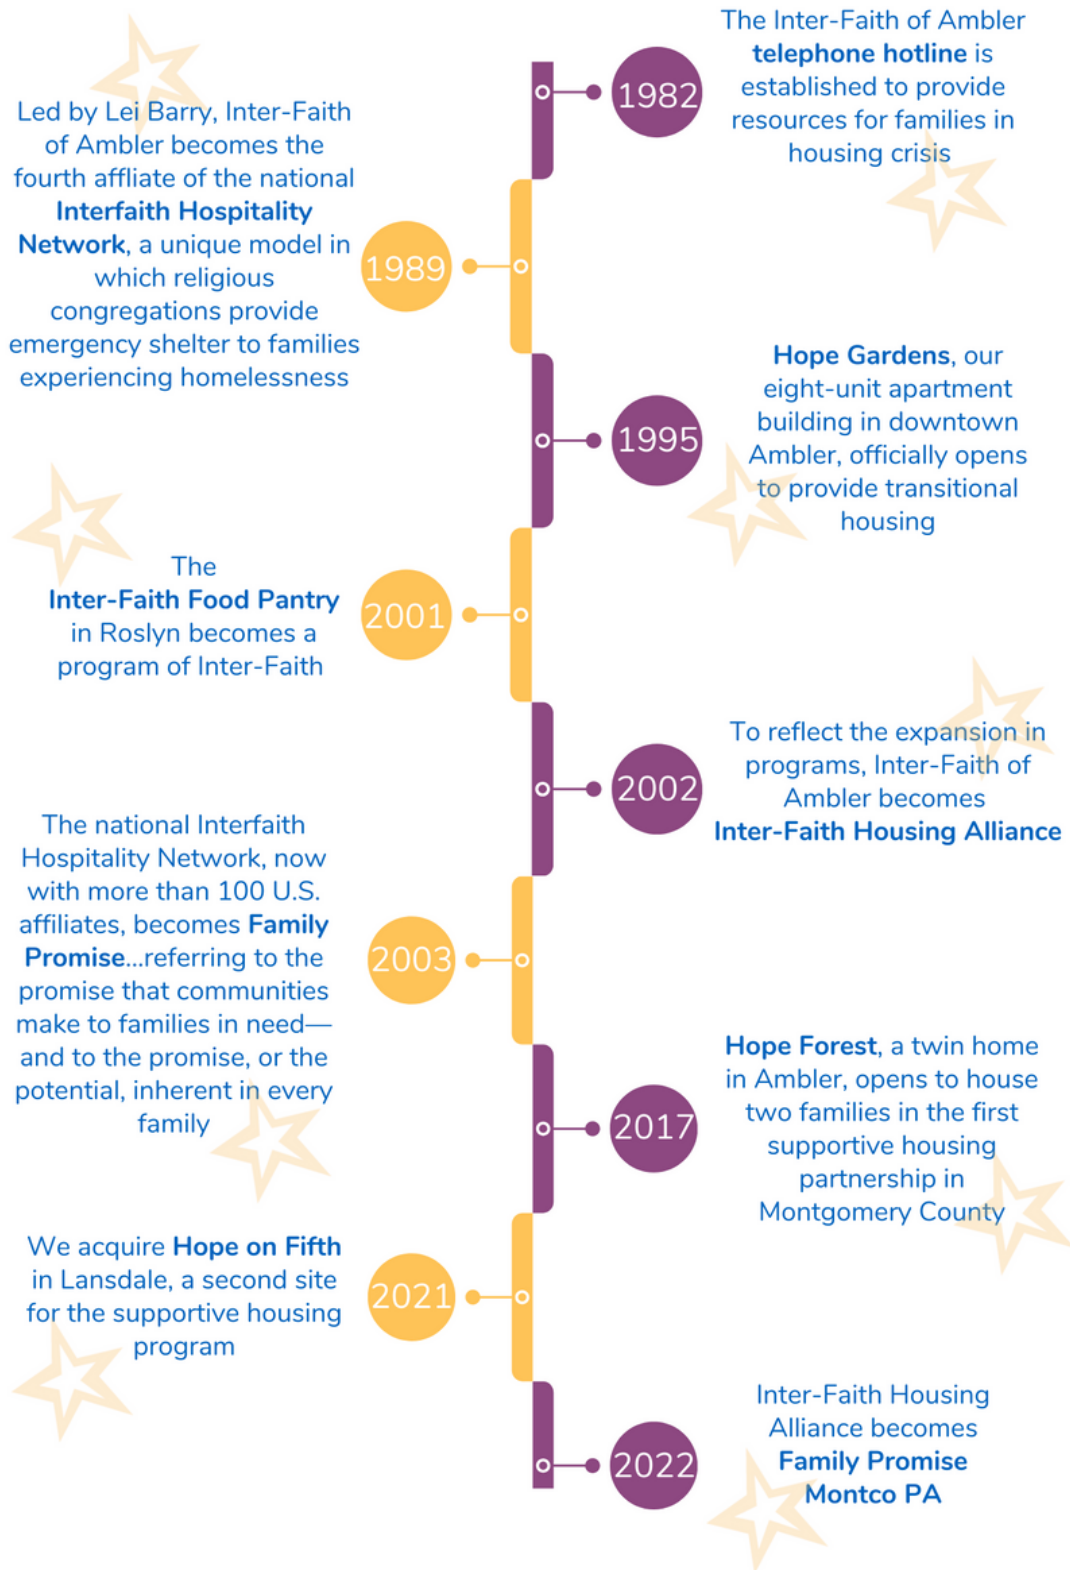 1982
The Inter-Faith of Ambler
telephone hotline is
established to provide
resources for families in
housing crisis
Led by Lei Barry, Inter-Faith
of Ambler becomes the
fourth affliate of the national
Interfaith Hospitality
Network, a unique model in
which religious
congregations provide
emergency shelter to families
experiencing homelessness
1989
1995
Hope Gardens, our
eight-unit apartment
building in downtown
Ambler, officially opens
to provide transitional
housing
The
Inter-Faith Food Pantry
in Roslyn becomes a
program of Inter-Faith
2001
2002
To reflect the expansion in
programs, Inter-Faith of
Ambler becomes
Inter-Faith Housing Alliance
The national Interfaith
Hospitality Network, now
with more than 100 U.S.
affiliates, becomes Family
Promise...referring to the
promise that communities
make to families in need—
and to the promise, or the
potential, inherent in every
family
2003
2017
Hope Forest, a twin home
in Ambler, opens to house
two families in the first
supportive housing
partnership in
Montgomery County
We acquire Hope on Fifth
in Lansdale, a second site
for the supportive housing
program
2021
2022
Inter-Faith Housing
Alliance becomes
Family Promise
Montco PA